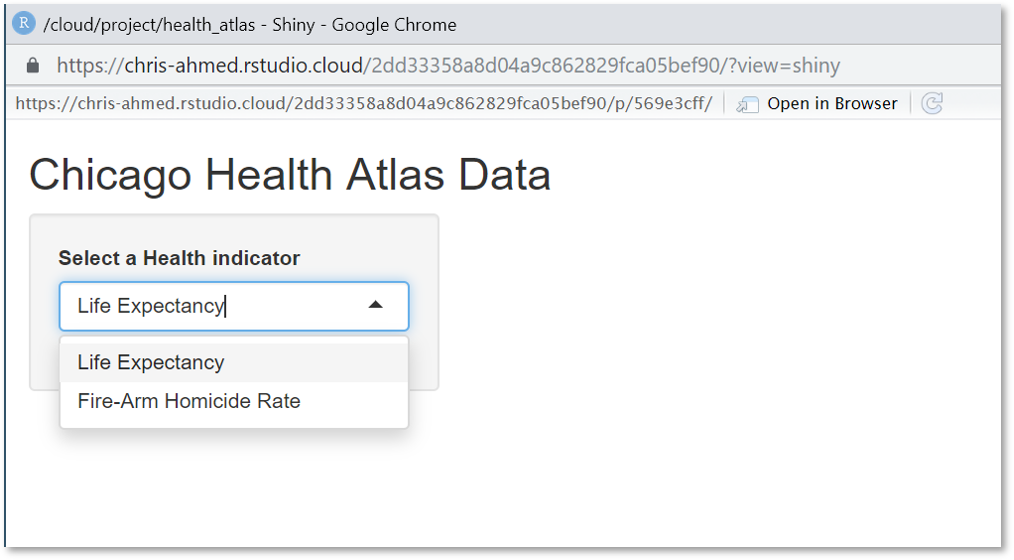 R /cloud/project/health_atlas - Shiny - Google Chrome
https://chris-ahmed.rstudio.cloud/2dd33358a8d04a9c862829fca05bef90/?view=shiny
https://chris-ahmed.rstudio.cloud/2dd33358a8d04a9c862829fca05bef90/p/569e3cff/ Open in Browser
Chicago Health Atlas Data
Select a Health indicator
Life Expectancy
Life Expectancy
Fire-Arm Homicide Rate